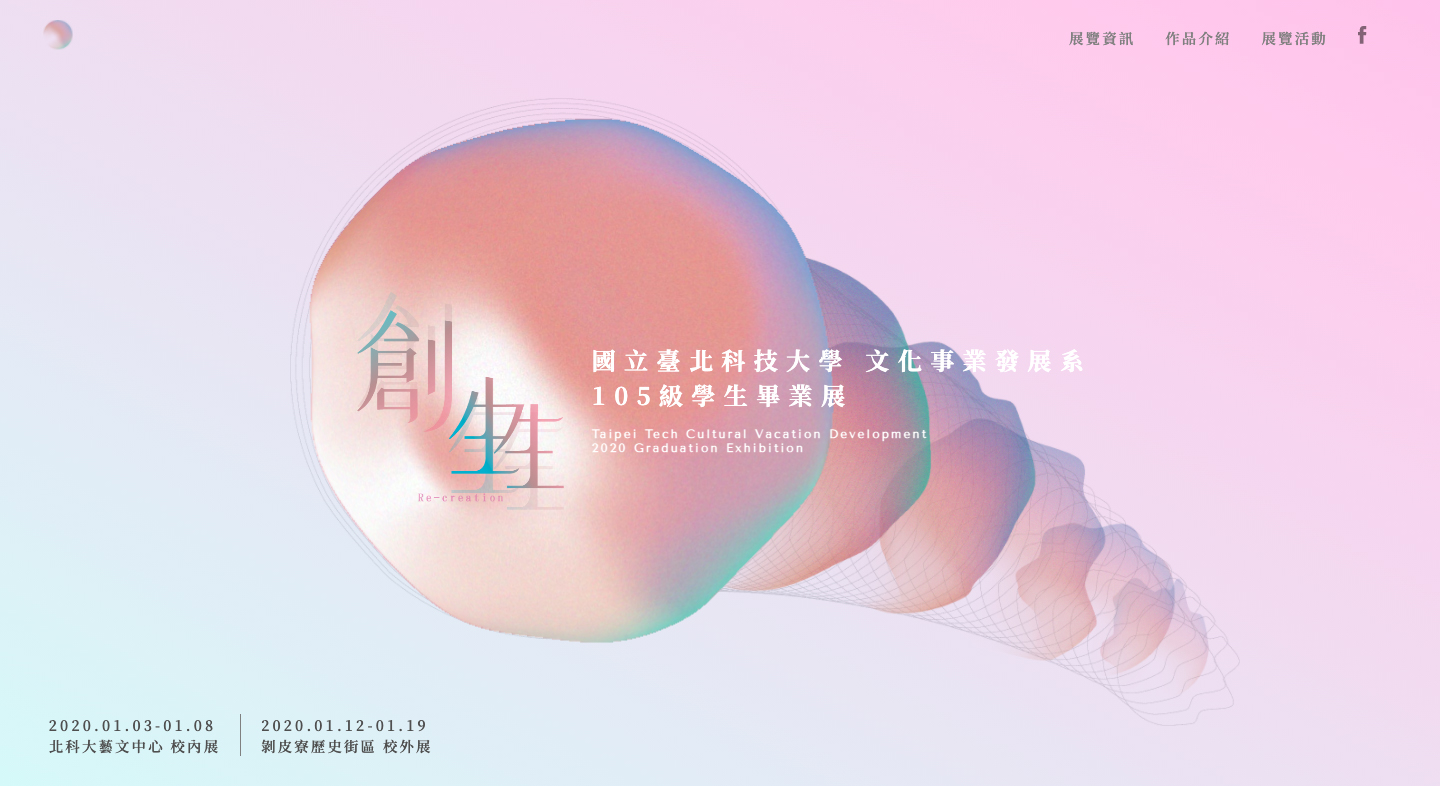 展覽資訊 作品介紹 展覽活動
創生生
Re-creation
國立臺北科技大學 文化事業發展系
105級學生畢業展
Taipei Tech Cultural Vacation Development
2020 Graduation Exhibition
2020.01.03-01.08
北科大藝文中心 校內展
2020.01.12-01.19
剝皮寮歷史街區 校外展